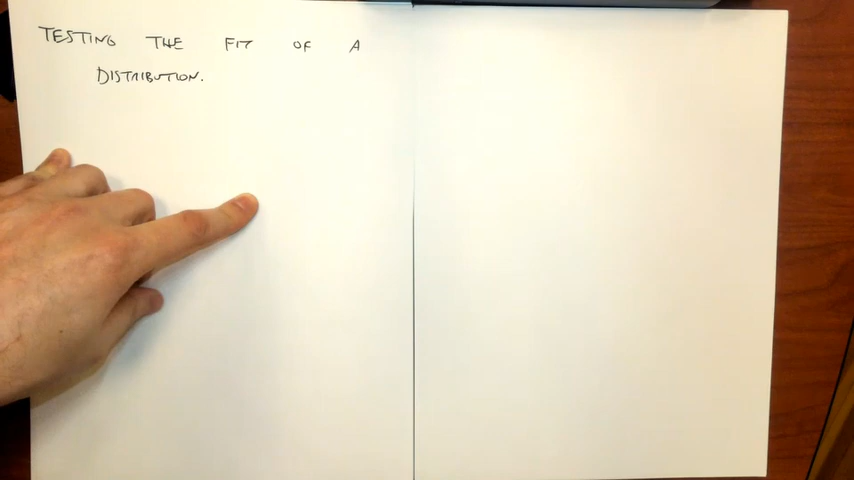 TESTING THE FIT OF A
DISTRIBUTION.